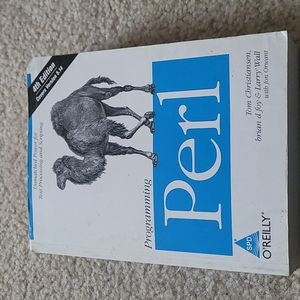 4th Edition
Covers Version 5.14
Unmatched Power for
Text Processing and Scripting
Programming
Perl
Tom Christiansen,
brian d foy & Larry Wall
with Jon Orwant
SPD
O'REILLY®